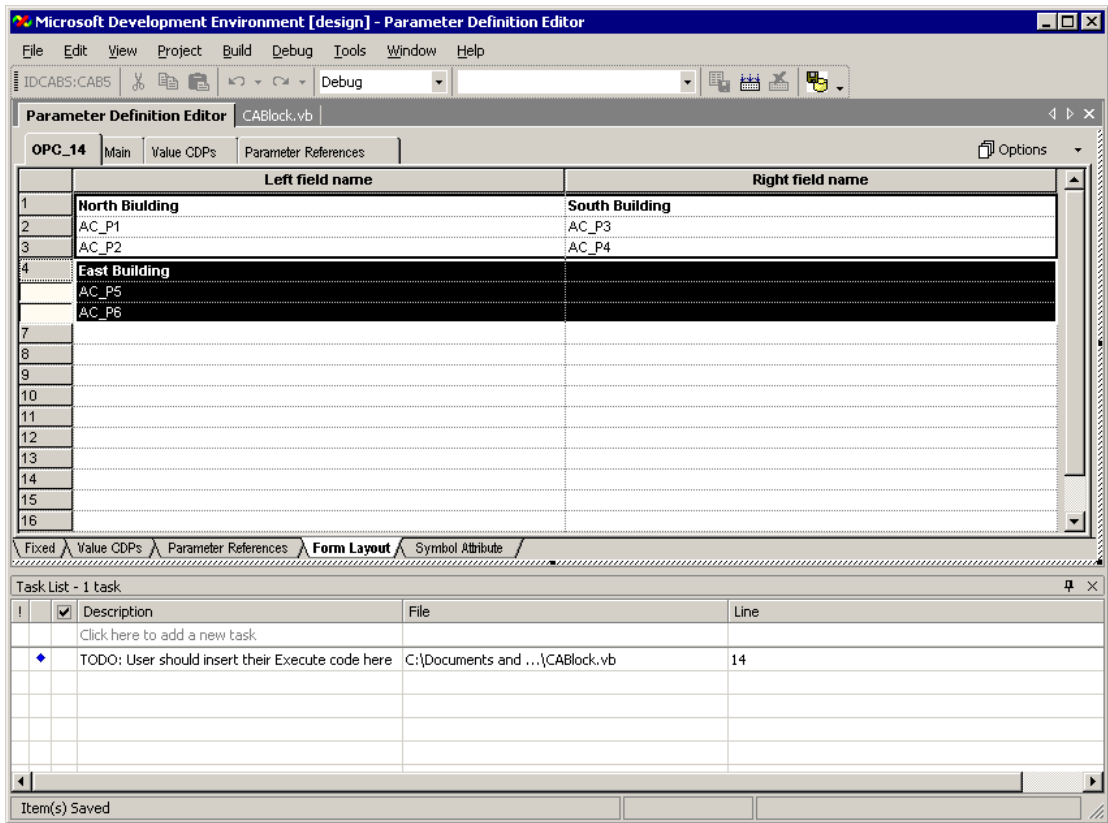 Microsoft Development Environment [design] - Parameter Definition Editor
File Edit View Project Build Debug Tools Window Help
IDCAB5:CAB5 Debug
Parameter Definition Editor CABlock.vb
OPC_14 Main Value CDPs Parameter References Options
Left field name Right field name
1 North Biulding South Building
2 AC_P1 AC_P3
3 AC_P2 AC_P4
4 East Building
AC_P5
AC_P6
7
8
9
10
11
12
13
14
15
16
Fixed Value CDPs Parameter References Form Layout Symbol Attribute
Task List - 1 task
! Description File Line
Click here to add a new task
TODO: User should insert their Execute code here C:\Documents and ...\CABlock.vb 14
Item(s) Saved